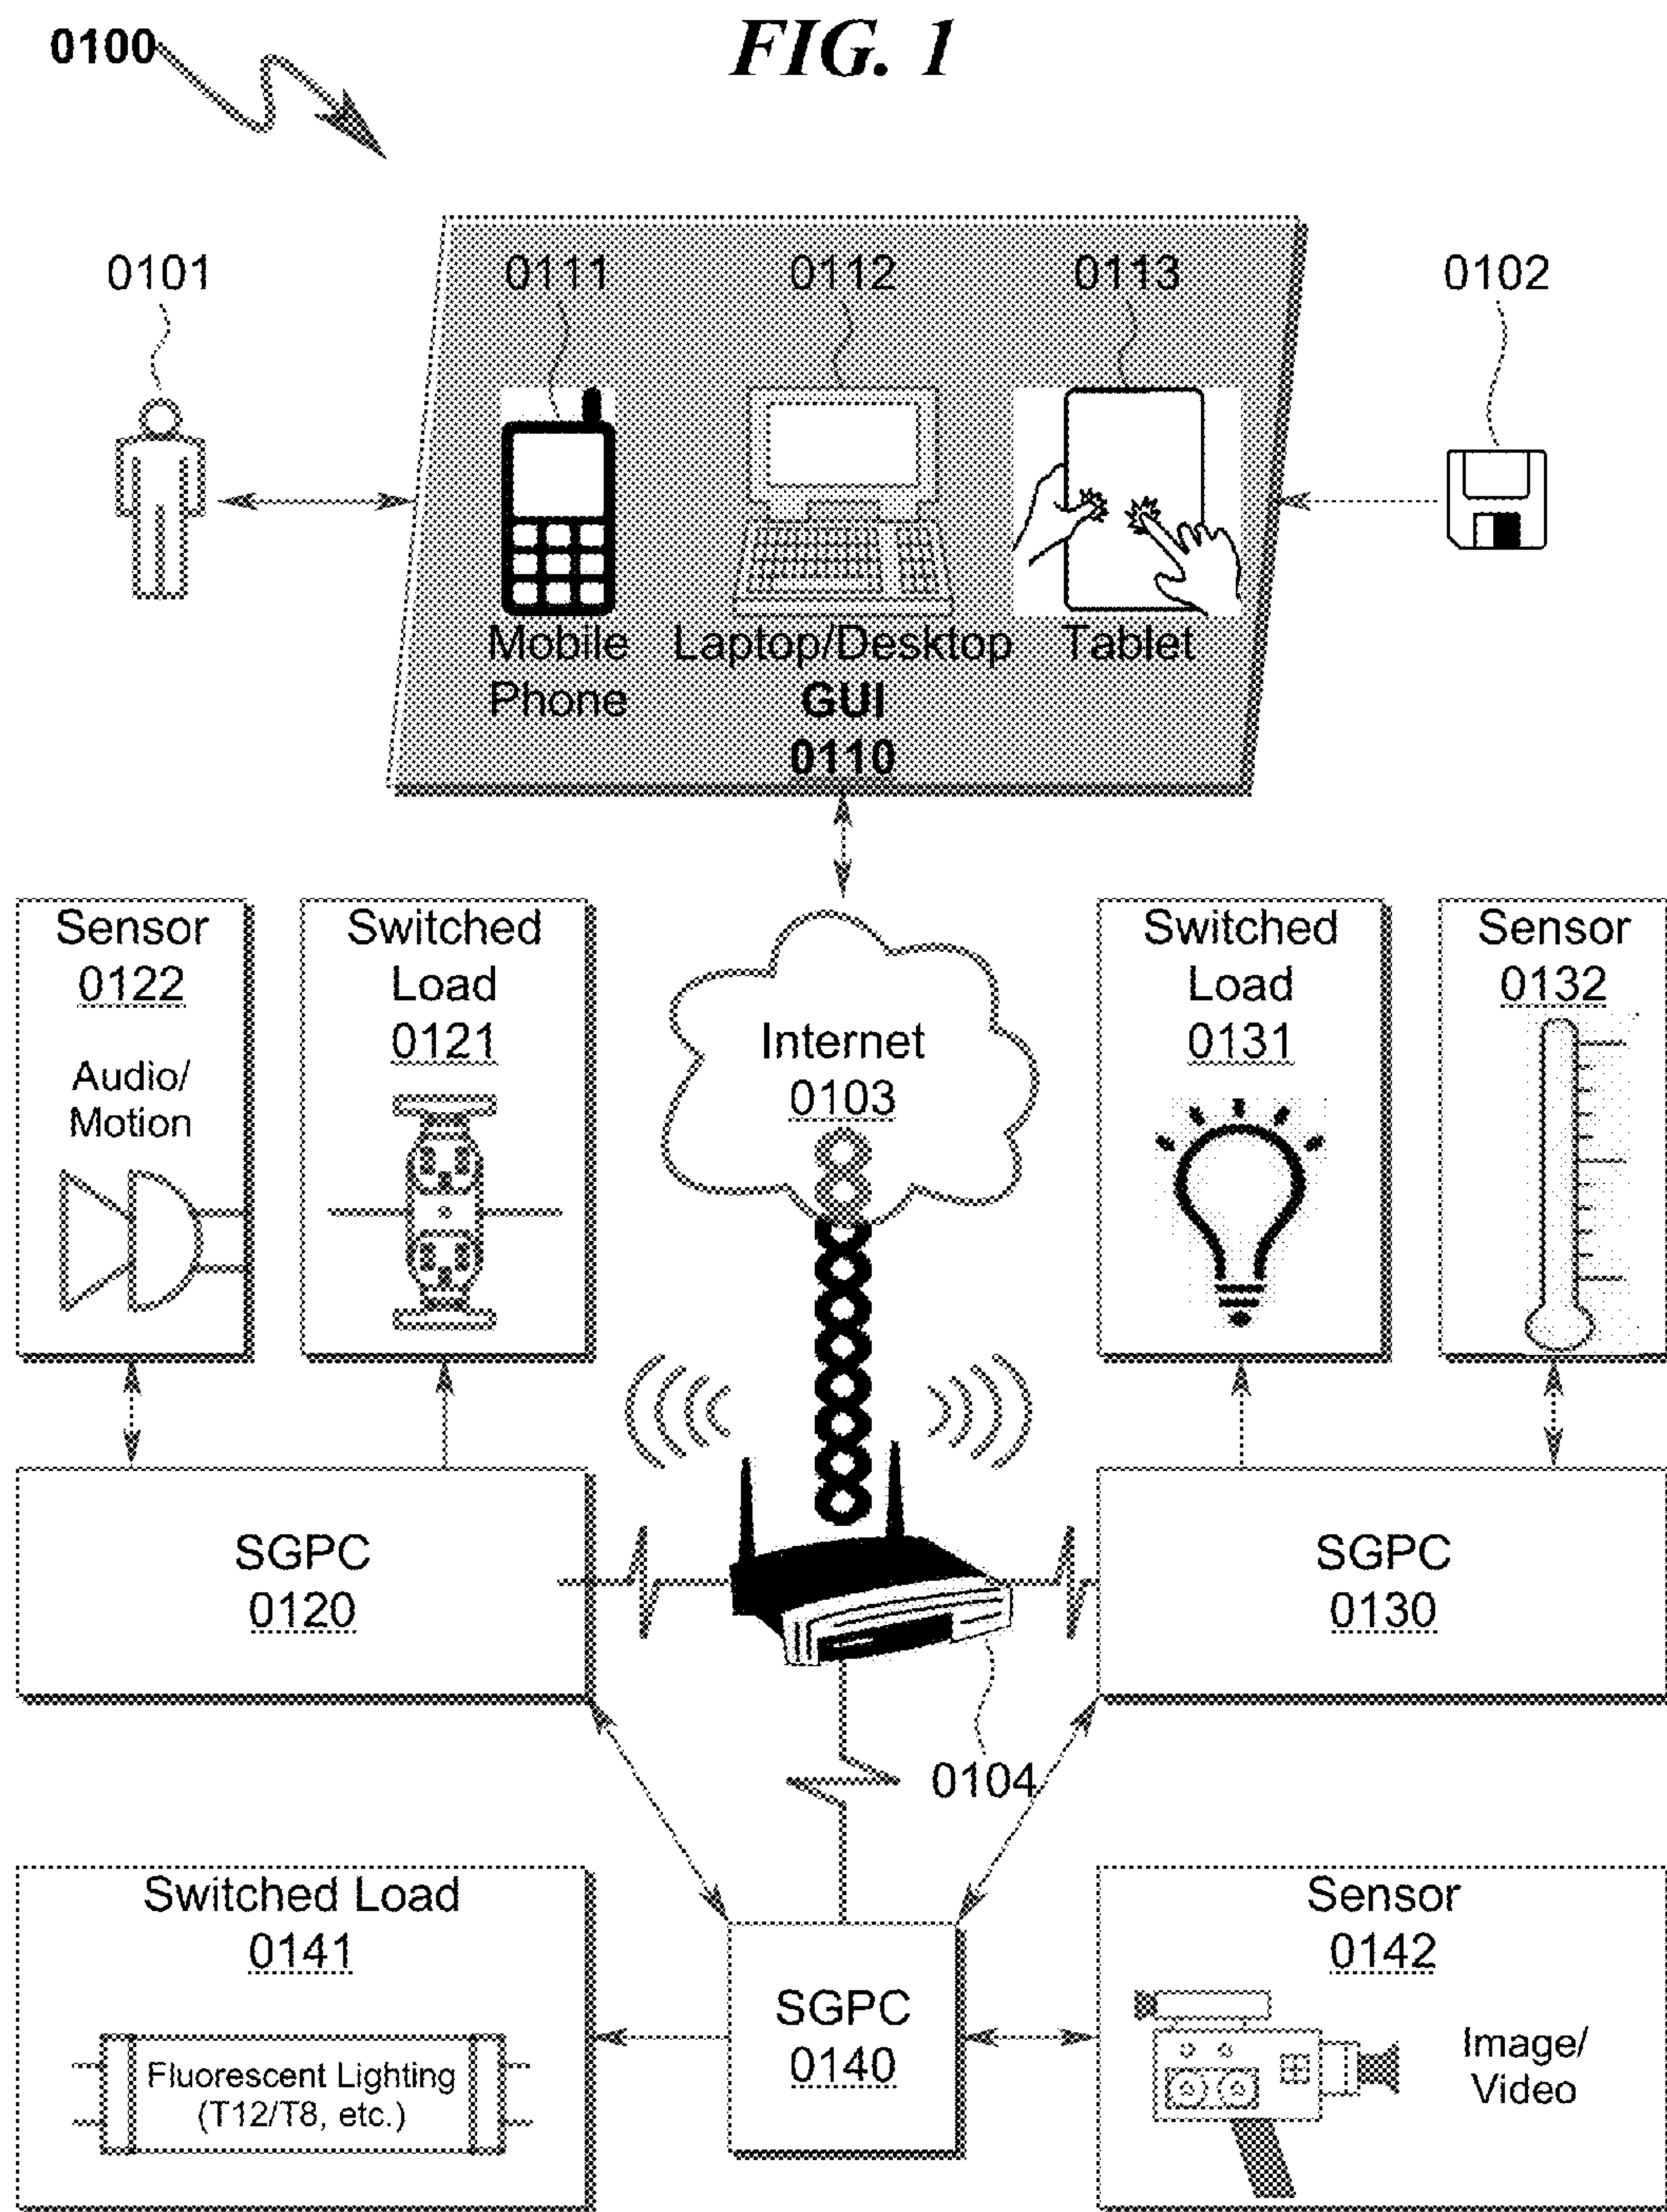 FIG. 1
0100
0101
0111
0112
0113
0102
Mobile
Phone
Laptop/Desktop
Tablet
GUI
0110
Sensor
0122
Audio/
Motion
Switched
Load
0121
Internet
0103
Switched
Load
0131
Sensor
0132
SGPC
0120
SGPC
0130
0104
Switched Load
0141
Fluorescent Lighting
(T12/T8, etc.)
SGPC
0140
Sensor
0142
Image/
Video